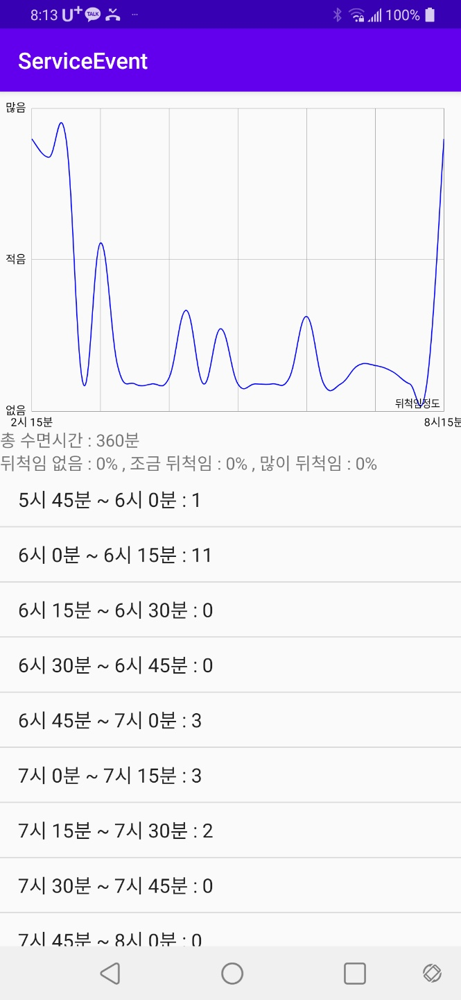 8:13 U+ TALK ... 100%
ServiceEvent
많음
적음
없음
뒤척임정도
2시 15분 8시15분
총 수면시간 : 360분
뒤척임 없음 : 0% , 조금 뒤척임 : 0% , 많이 뒤척임 : 0%
5시 45분 ~ 6시 0분 : 1
6시 0분 ~ 6시 15분 : 11
6시 15분 ~ 6시 30분 : 0
6시 30분 ~ 6시 45분 : 0
6시 45분 ~ 7시 0분 : 3
7시 0분 ~ 7시 15분 : 3
7시 15분 ~ 7시 30분 : 2
7시 30분 ~ 7시 45분 : 0
7시 45분 ~ 8시 0분 : 0